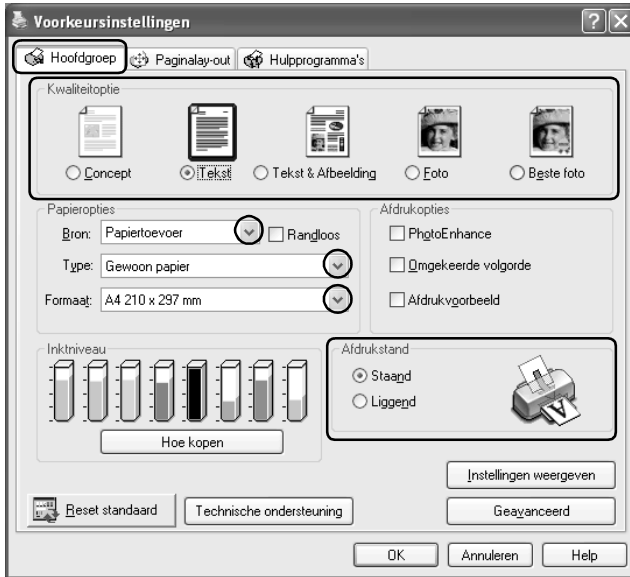 Voorkeursinstellingen
Hoofdgroep Paginalay-out Hulpprogramma's
Kwaliteitoptie
Concept Tekst Tekst & Afbeelding Foto Beste foto
Papieropties
Bron: Papiertoevoer Randloos
Type: Gewoon papier
Formaat: A4 210 x 297 mm
Afdrukopties
PhotoEnhance
Omgekeerde volgorde
Afdrukvoorbeeld
Inktniveau
Hoe kopen
Afdrukstand
Staand
Liggend
A
Instellingen weergeven
Reset standaard Technische ondersteuning Geavanceerd
OK Annuleren Help